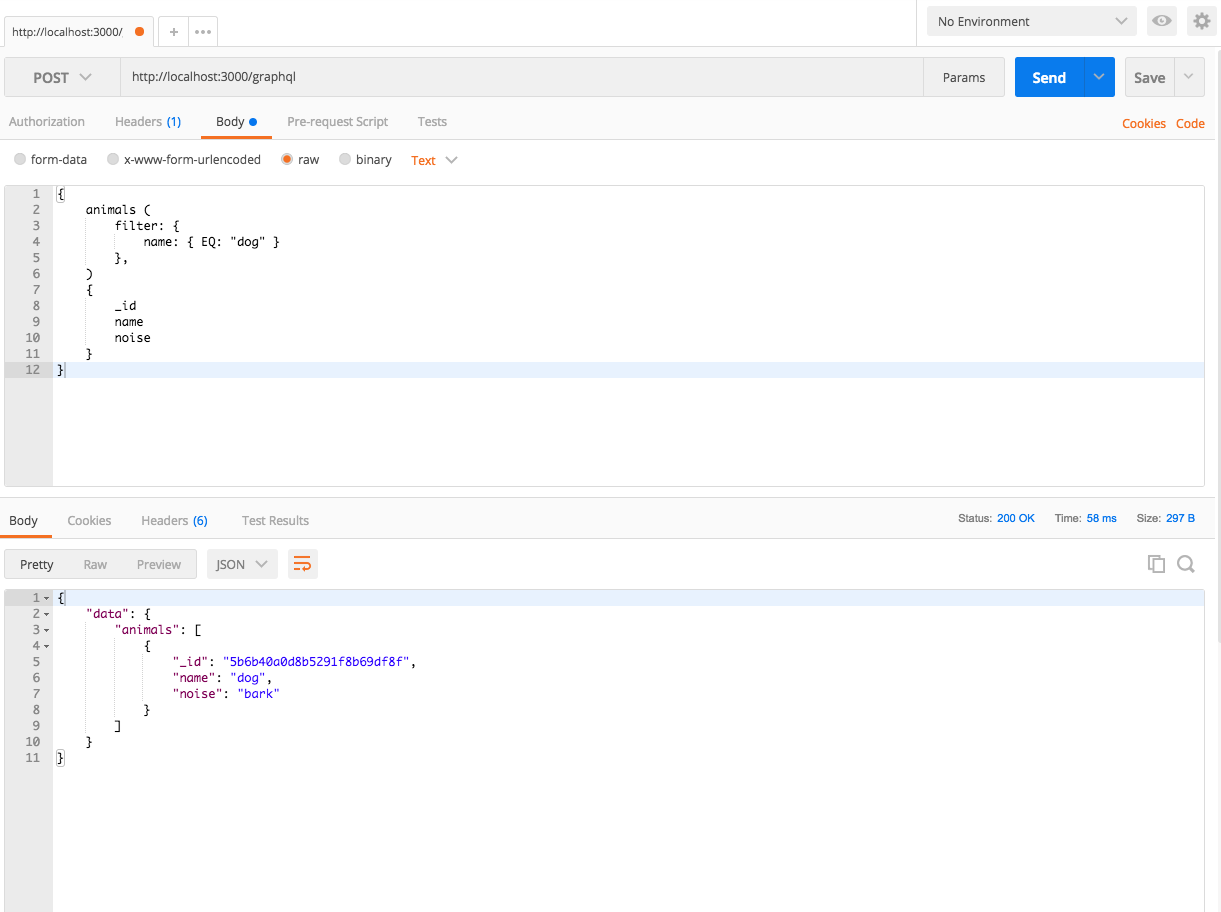 http://localhost:3000/
No Environment
POST http://localhost:3000/graphql Params Send Save
Authorization Headers (1) Body Pre-request Script Tests Cookies Code
form-data x-www-form-urlencoded raw binary Text
1 {
2 animals (
3 filter: {
4 name: { EQ: "dog" }
5 },
6 )
7 {
8 _id
9 name
10 noise
11 }
12 }
Body Cookies Headers (6) Test Results Status: 200 OK Time: 58 ms Size: 297 B
Pretty Raw Preview JSON
1 {
2 "data": {
3 "animals": [
4 {
5 "_id": "5b6b40a0d8b5291f8b69df8f",
6 "name": "dog",
7 "noise": "bark"
8 }
9 ]
10 }
11 }